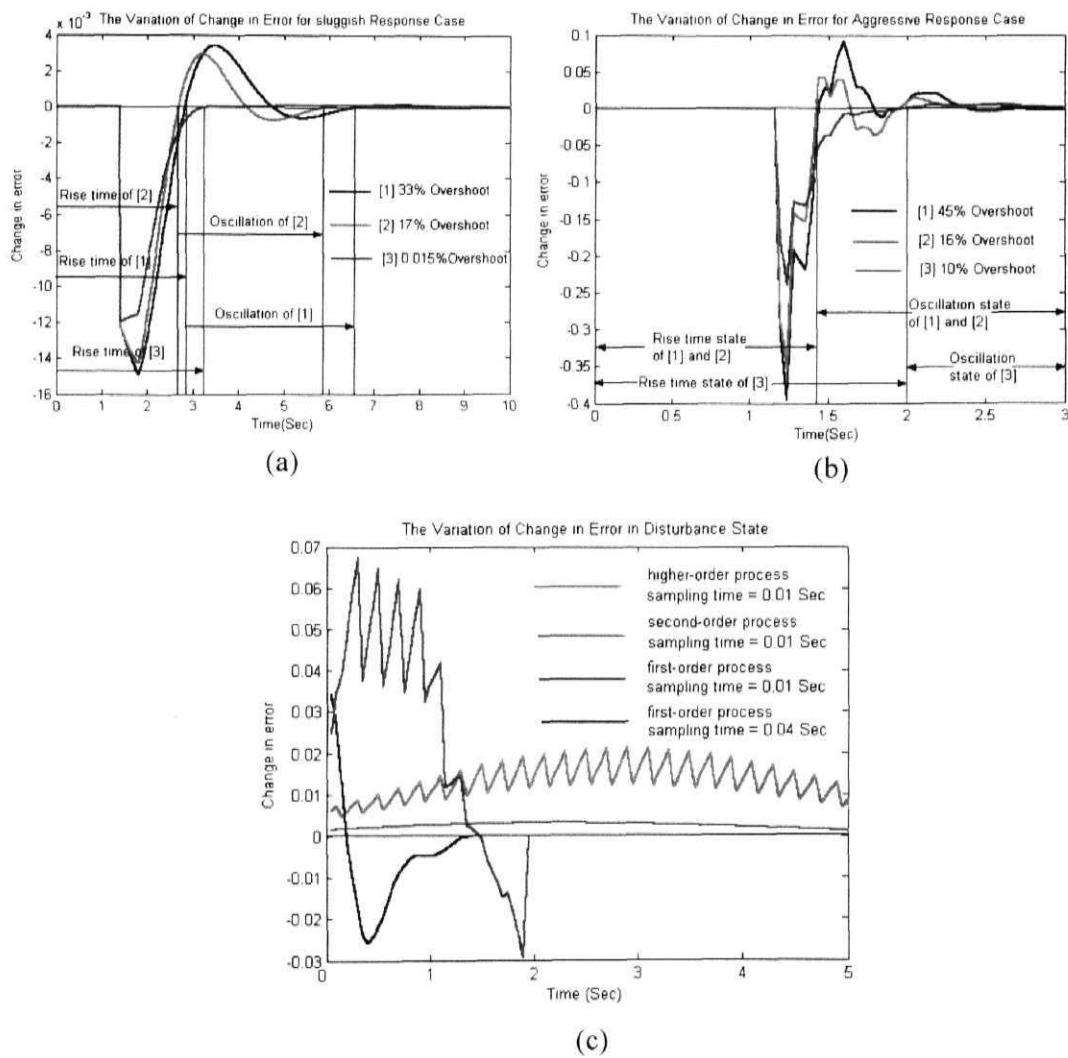 The Variation of Change in Error for sluggish Response Case
x 10^-3
4
2
0
-2
-4
-6
-8
-10
-12
-14
-16
Change in error
Rise time of [2]
Rise time of [1]
Rise time of [3]
Oscillation of [2]
Oscillation of [1]
[1] 33% Overshoot
[2] 17% Overshoot
[3] 0.015%Overshoot
0 1 2 3 4 5 6 7 8 9 10
Time(Sec)
(a)
The Variation of Change in Error for Aggressive Response Case
0.1
0.05
0
-0.05
-0.1
-0.15
-0.2
-0.25
-0.3
-0.35
-0.4
Change in error
[1] 45% Overshoot
[2] 16% Overshoot
[3] 10% Overshoot
Oscillation state
of [1] and [2]
Rise time state
of [1] and [2]
Oscillation
state of [3]
Rise time state of [3]
0 0.5 1 1.5 2 2.5 3
Time(Sec)
(b)
The Variation of Change in Error in Disturbance State
0.07
0.06
0.05
0.04
0.03
0.02
0.01
0
-0.01
-0.02
-0.03
Change in error
higher-order process
sampling time = 0.01 Sec
second-order process
sampling time = 0.01 Sec
first-order process
sampling time = 0.01 Sec
first-order process
sampling time = 0.04 Sec
0 1 2 3 4 5
Time (Sec)
(c)